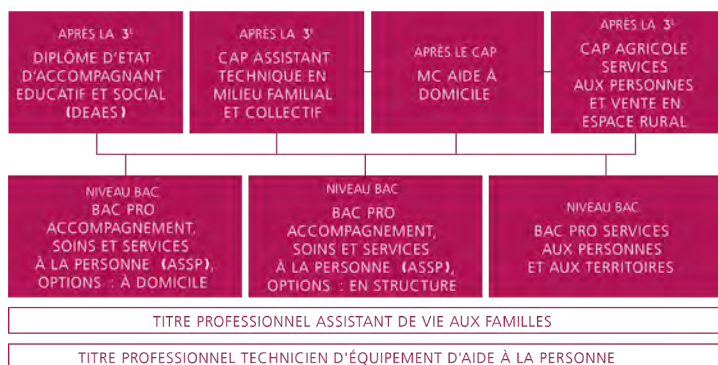 APRÈS LA 3E
DIPLÔME D'ETAT
D'ACCOMPAGNANT
EDUCATIF ET SOCIAL
(DEAES)
APRÈS LA 3E
CAP ASSISTANT
TECHNIQUE EN
MILIEU FAMILIAL
ET COLLECTIF
APRÈS LE CAP
MC AIDE À
DOMICILE
APRÈS LA 3E
CAP AGRICOLE
SERVICES
AUX PERSONNES
ET VENTE EN
ESPACE RURAL
NIVEAU BAC
BAC PRO
ACCOMPAGNEMENT,
SOINS ET SERVICES
À LA PERSONNE (ASSP),
OPTIONS : À DOMICILE
NIVEAU BAC
BAC PRO
ACCOMPAGNEMENT,
SOINS ET SERVICES
À LA PERSONNE (ASSP),
OPTIONS : EN STRUCTURE
NIVEAU BAC
BAC PRO SERVICES
AUX PERSONNES
ET AUX TERRITOIRES
TITRE PROFESSIONNEL ASSISTANT DE VIE AUX FAMILLES
TITRE PROFESSIONNEL TECHNICIEN D'ÉQUIPEMENT D'AIDE À LA PERSONNE